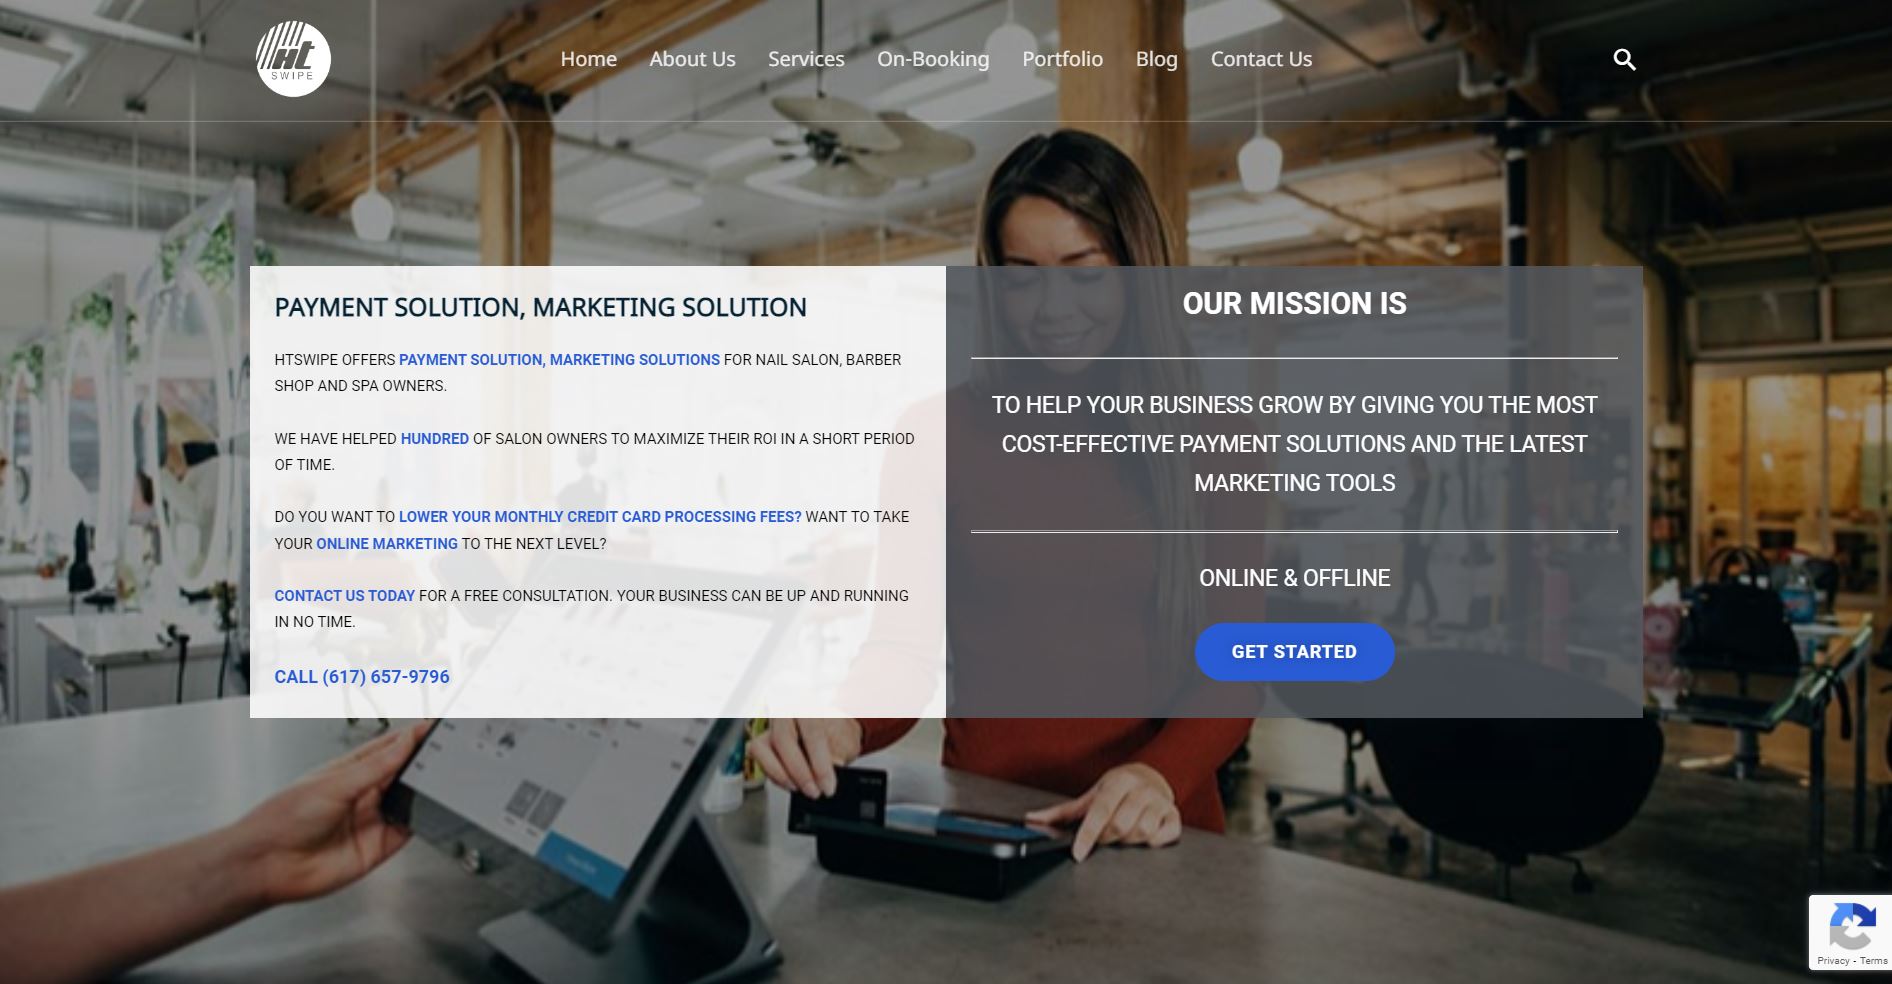 Ht
SWIPE
Home About Us Services On-Booking Portfolio Blog Contact Us
PAYMENT SOLUTION, MARKETING SOLUTION
HTSWIPE OFFERS PAYMENT SOLUTION, MARKETING SOLUTIONS FOR NAIL SALON, BARBER
SHOP AND SPA OWNERS.
WE HAVE HELPED HUNDRED OF SALON OWNERS TO MAXIMIZE THEIR ROI IN A SHORT PERIOD
OF TIME.
DO YOU WANT TO LOWER YOUR MONTHLY CREDIT CARD PROCESSING FEES? WANT TO TAKE
YOUR ONLINE MARKETING TO THE NEXT LEVEL?
CONTACT US TODAY FOR A FREE CONSULTATION. YOUR BUSINESS CAN BE UP AND RUNNING
IN NO TIME.
CALL (617) 657-9796
OUR MISSION IS
TO HELP YOUR BUSINESS GROW BY GIVING YOU THE MOST
COST-EFFECTIVE PAYMENT SOLUTIONS AND THE LATEST
MARKETING TOOLS
ONLINE & OFFLINE
GET STARTED
Privacy - Terms